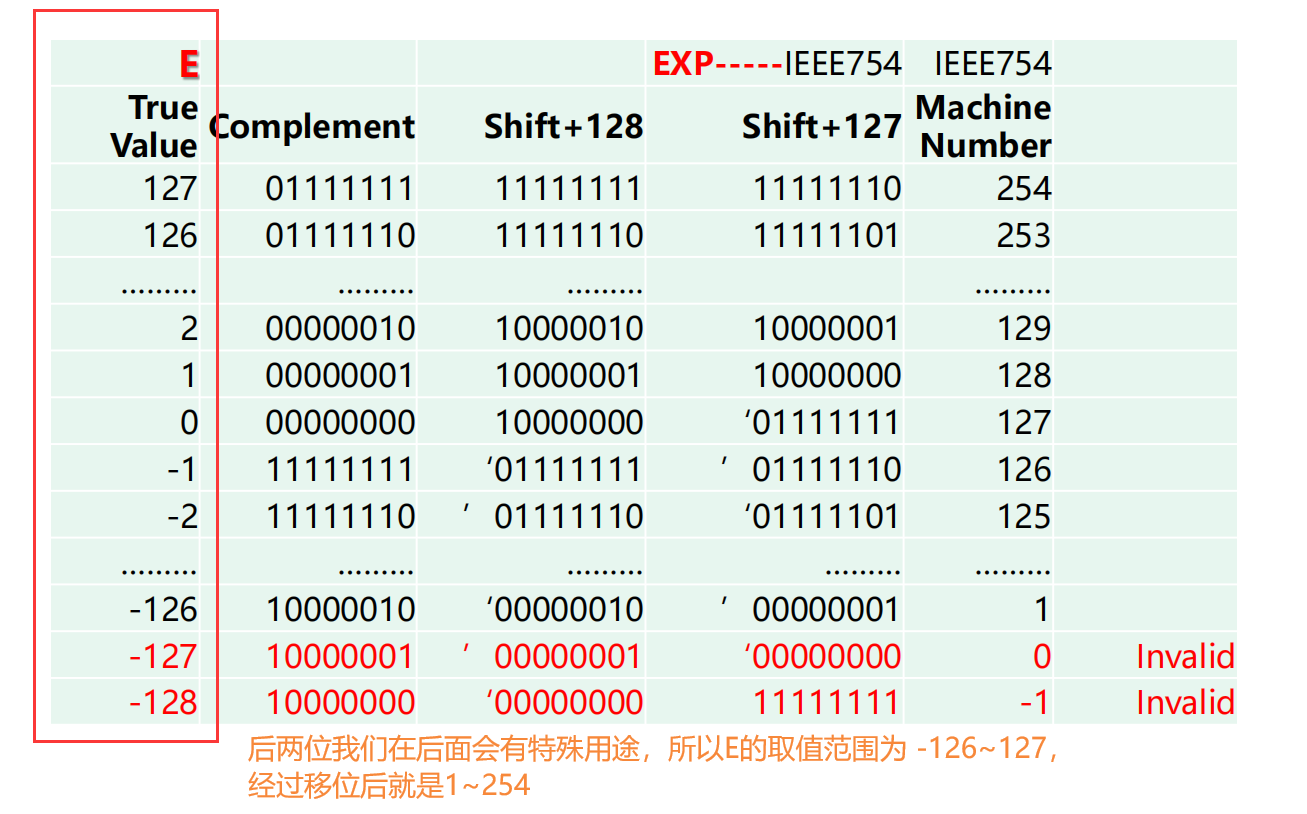 E EXP-----IEEE754 IEEE754
True Value Complement Shift+128 Shift+127 Machine Number
127 01111111 11111111 11111110 254
126 01111110 11111110 11111101 253
......... ......... ......... .........
2 00000010 10000010 10000001 129
1 00000001 10000001 10000000 128
0 00000000 10000000 ‘01111111 127
-1 11111111 ‘01111111 ’ 01111110 126
-2 11111110 ’ 01111110 ‘01111101 125
......... ......... ......... ......... .........
-126 10000010 ‘00000010 ’ 00000001 1
-127 10000001 ’ 00000001 ‘00000000 0 Invalid
-128 10000000 ‘00000000 11111111 -1 Invalid
后两位我们在后面会有特殊用途，所以E的取值范围为 -126~127，
经过移位后就是1~254